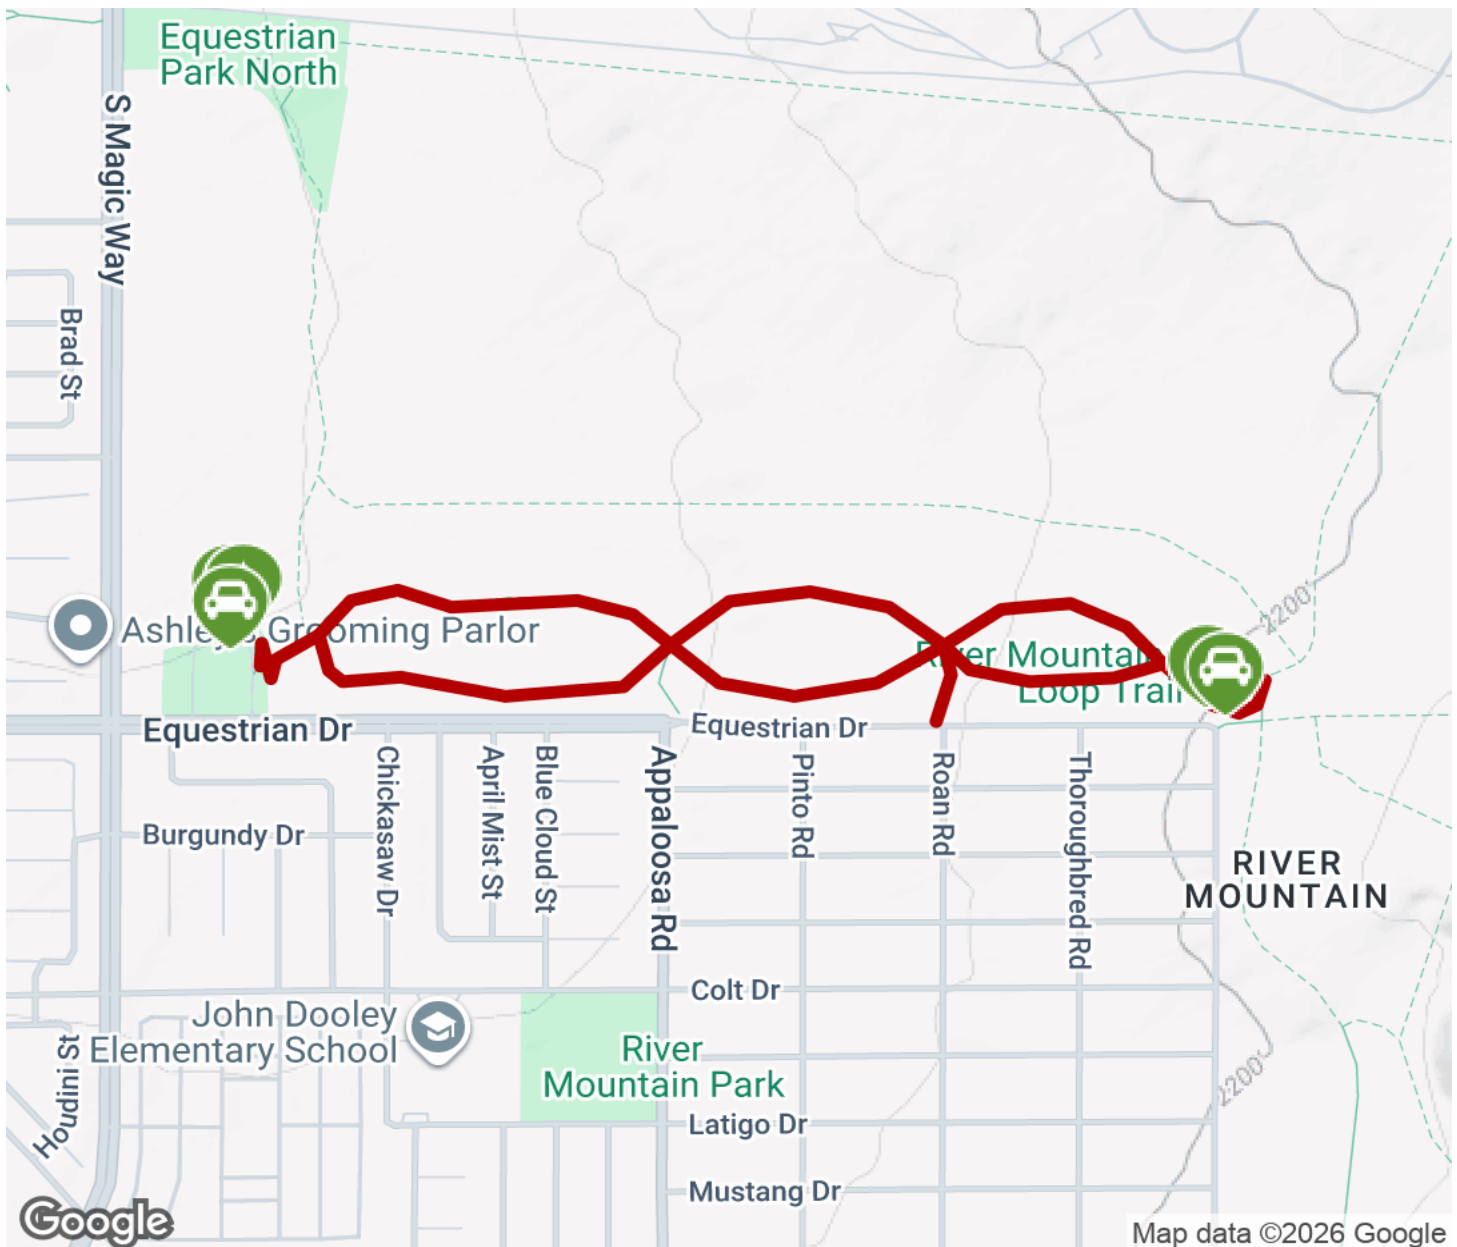 Equestrian
Park North
S Magic Way
Brad St
2200'
Ashley's Grooming Parlor
River Mountain
Loop Trail
Equestrian Dr
Equestrian Dr
Chickasaw Dr
April Mist St
Blue Cloud St
Appaloosa Rd
Pinto Rd
Roan Rd
Thoroughbred Rd
Burgundy Dr
RIVER
MOUNTAIN
Colt Dr
John Dooley
Elementary School
River
Mountain Park
Houdini St
2200'
Latigo Dr
Mustang Dr
Google
Map data ©2026 Google